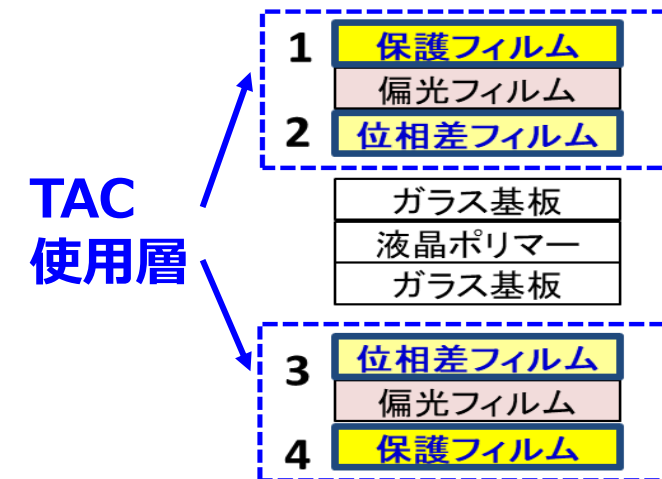 1 保護フィルム
偏光フィルム
2 位相差フィルム
TAC
使用層
ガラス基板
液晶ポリマー
ガラス基板
3 位相差フィルム
偏光フィルム
4 保護フィルム